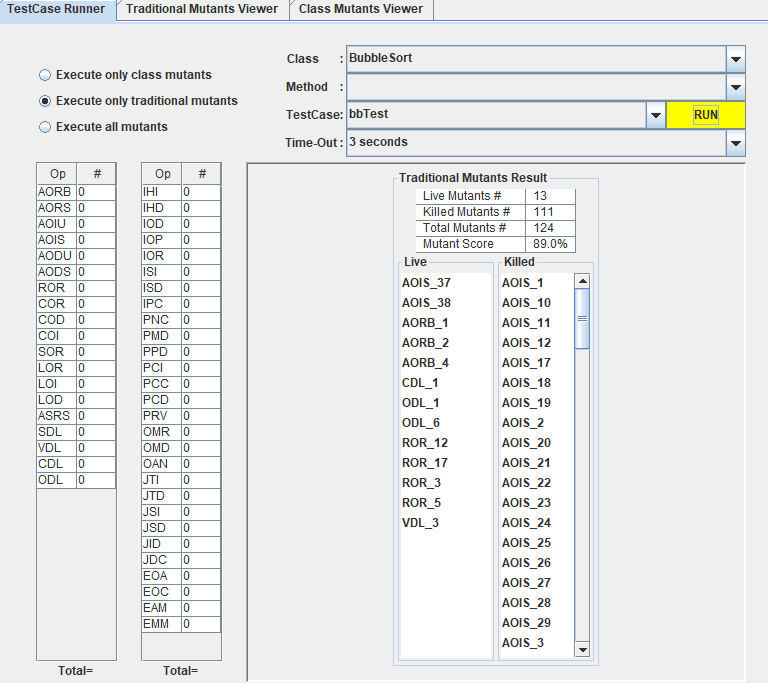 TestCase Runner Traditional Mutants Viewer Class Mutants Viewer
Execute only class mutants
Execute only traditional mutants
Execute all mutants
Class : BubbleSort
Method :
TestCase: bbTest RUN
Time-Out : 3 seconds
Op #
AORB 0
AORS 0
AOIU 0
AOIS 0
AODU 0
AODS 0
ROR 0
COR 0
COD 0
COI 0
SOR 0
LOR 0
LOI 0
LOD 0
ASRS 0
SDL 0
VDL 0
CDL 0
ODL 0
Total=
Op #
IHI 0
IHD 0
IOD 0
IOP 0
IOR 0
ISI 0
ISD 0
IPC 0
PNC 0
PMD 0
PPD 0
PCI 0
PCC 0
PCD 0
PRV 0
OMR 0
OMD 0
OAN 0
JTI 0
JTD 0
JSI 0
JSD 0
JID 0
JDC 0
EOA 0
EOC 0
EAM 0
EMM 0
Total=
Traditional Mutants Result
Live Mutants # 13
Killed Mutants # 111
Total Mutants # 124
Mutant Score 89.0%
Live
AOIS_37
AOIS_38
AORB_1
AORB_2
AORB_4
CDL_1
ODL_1
ODL_6
ROR_12
ROR_17
ROR_3
ROR_5
VDL_3
Killed
AOIS_1
AOIS_10
AOIS_11
AOIS_12
AOIS_17
AOIS_18
AOIS_19
AOIS_2
AOIS_20
AOIS_21
AOIS_22
AOIS_23
AOIS_24
AOIS_25
AOIS_26
AOIS_27
AOIS_28
AOIS_29
AOIS_3